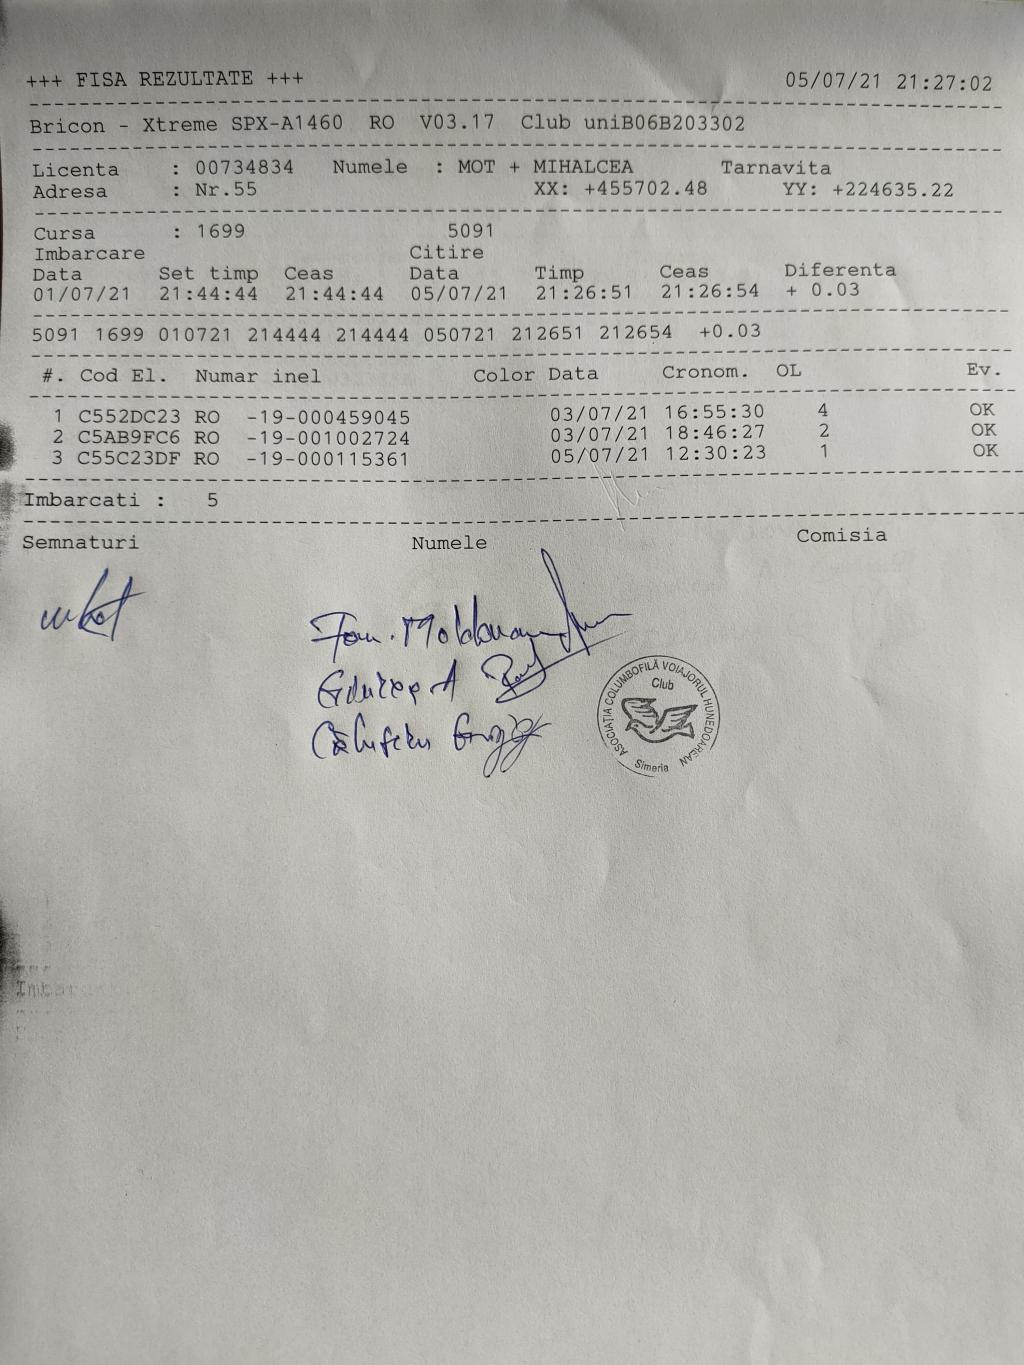 +++ FISA REZULTATE +++ 05/07/21 21:27:02
Bricon - Xtreme SPX-A1460 RO V03.17 Club uniB06B203302
Licenta : 00734834 Numele : MOT + MIHALCEA Tarnavita
Adresa : Nr.55 XX: +455702.48 YY: +224635.22
Cursa : 1699 5091
Imbarcare Citire
Data Set timp Ceas Data Timp Ceas Diferenta
01/07/21 21:44:44 21:44:44 05/07/21 21:26:51 21:26:54 + 0.03
5091 1699 010721 214444 214444 050721 212651 212654 +0.03
#. Cod El. Numar inel Color Data Cronom. OL Ev.
1 C552DC23 RO -19-000459045 03/07/21 16:55:30 4 OK
2 C5AB9FC6 RO -19-001002724 03/07/21 18:46:27 2 OK
3 C55C23DF RO -19-000115361 05/07/21 12:30:23 1 OK
Imbarcati : 5
Semnaturi Numele Comisia
ASOCIAȚIA COLUMBOFILĂ VOIAJORUL HUNEDOREAN
Club
Simeria